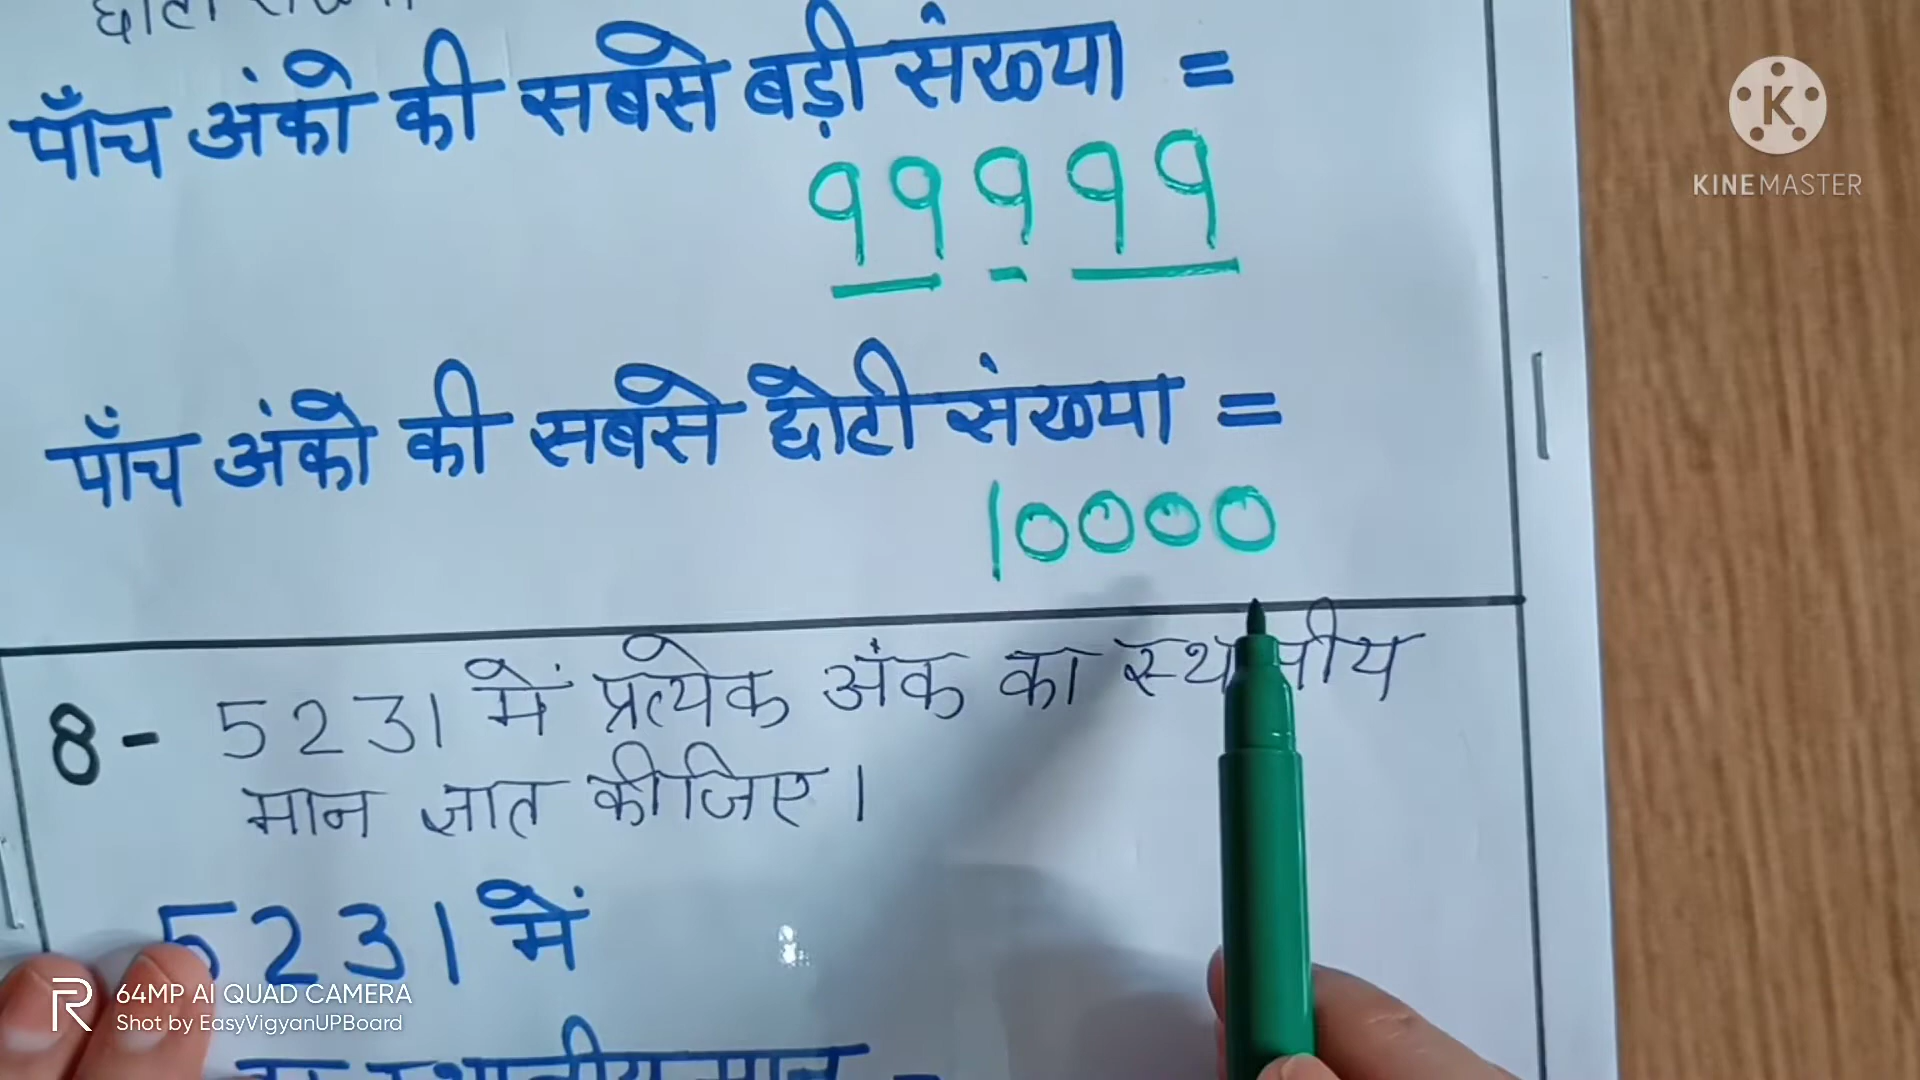 पाँच अंको की सबसे बड़ी संख्या =
99999
पाँच अंको की सबसे छोटी संख्या =
10000
8- 5231 में प्रत्येक अंक का स्थानीय
मान ज्ञात कीजिए।
5231 में
K
KINEMASTER
R 64MP AI QUAD CAMERA
Shot by EasyVigyanUPBoard